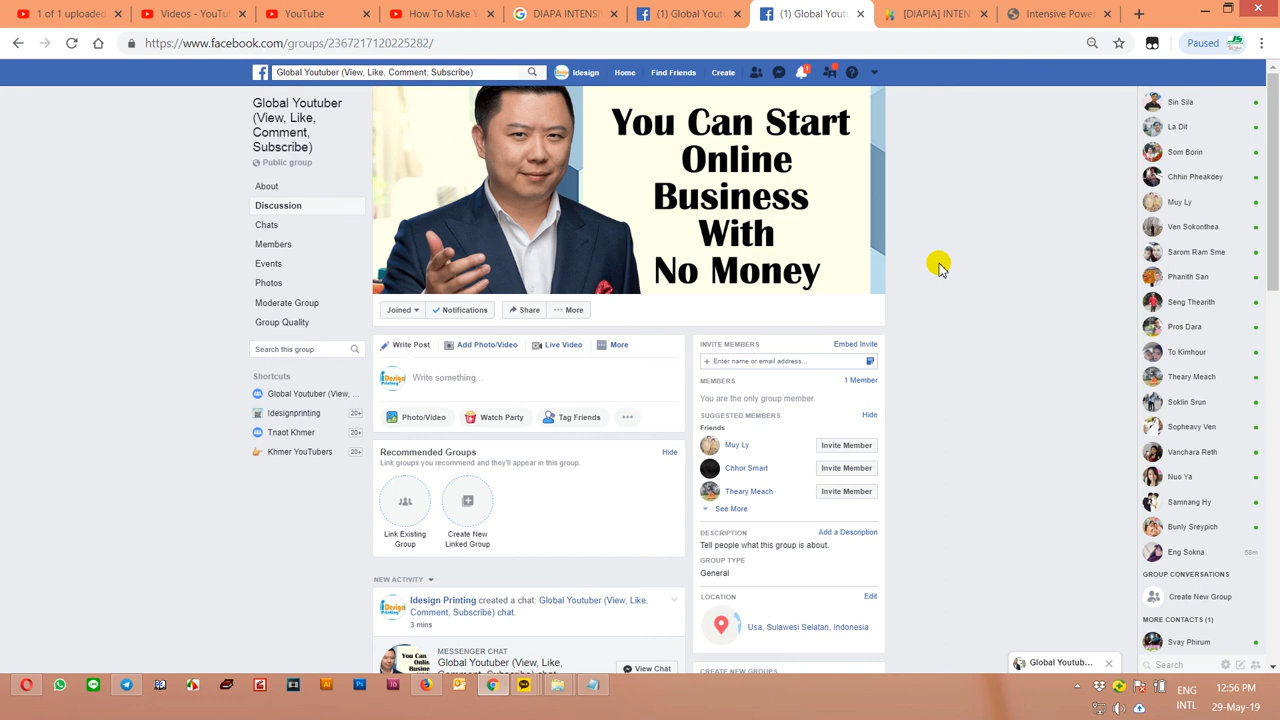 1 of 1 uploaded
Videos - YouTube
YouTube
How To Make
DIAPA INTENS
(1) Global Youtu
(1) Global Youtu
[DIAPIA] INTEN
Intensive Power
https://www.facebook.com/groups/2367217120225282/
Paused
Global Youtuber (View, Like, Comment, Subscribe)
Idesign
Home
Find Friends
Create
1
Global Youtuber
(View, Like,
Comment,
Subscribe)
Public group
About
Discussion
Chats
Members
Events
Photos
Moderate Group
Group Quality
Search this group
Shortcuts
Global Youtuber (View, ...
Idesignprinting 20+
Tnaot Khmer 20+
Khmer YouTubers 20+
You Can Start
Online
Business
With
No Money
Joined
Notifications
Share
More
Write Post
Add Photo/Video
Live Video
More
Write something...
Photo/Video
Watch Party
Tag Friends
Recommended Groups
Hide
Link groups you recommend and they'll appear in this group.
Link Existing
Group
Create New
Linked Group
NEW ACTIVITY
Idesign Printing created a chat: Global Youtuber (View, Like,
Comment, Subscribe) chat.
3 mins
MESSENGER CHAT
Global Youtuber (View, Like,
Comment, Subscribe)
View Chat
INVITE MEMBERS
Embed Invite
Enter name or email address...
MEMBERS
1 Member
You are the only group member.
SUGGESTED MEMBERS
Hide
Friends
Muy Ly
Invite Member
Chhor Smart
Invite Member
Theary Meach
Invite Member
See More
DESCRIPTION
Add a Description
Tell people what this group is about.
GROUP TYPE
General
LOCATION
Edit
Usa, Sulawesi Selatan, Indonesia
CREATE NEW GROUPS
Sin Sila
La Dit
Som Borin
Chhin Pheakdey
Muy Ly
Ven Sokonthea
Sarom Ram Sme
Phanith San
Seng Thearith
Pros Dara
To Kimhour
Theary Meach
Soklin Srun
Sopheavy Ven
Vanchara Reth
Nuo Ya
Samnang Hy
Bunly Sreypich
Eng Sokna 58m
GROUP CONVERSATIONS
Create New Group
MORE CONTACTS (1)
Svay Phirum
Search
Global Youtub...
ENG
INTL
12:56 PM
29-May-19